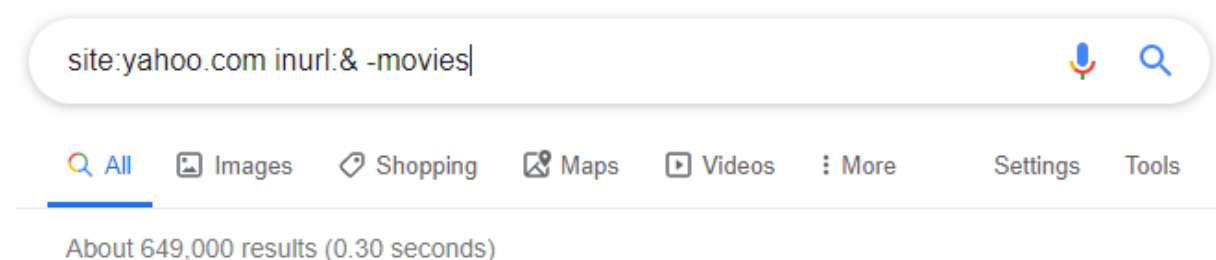 site:yahoo.com inurl:& -movies
All Images Shopping Maps Videos More Settings Tools
About 649,000 results (0.30 seconds)